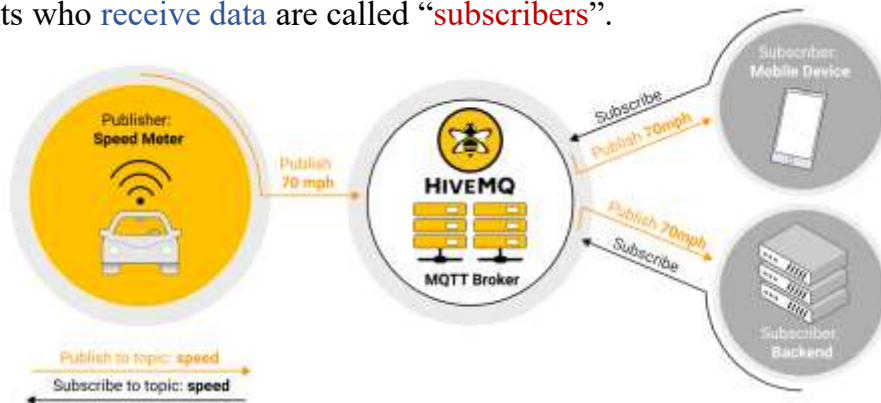 ts who receive data are called “subscribers”.
Subscriber:
Mobile Device
Subscribe
Publish 70mph
Publisher:
Speed Meter
Publish
70 mph
HIVEMQ
MQTT Broker
Publish 70mph
Subscribe
Subscriber:
Backend
Publish to topic: speed
Subscribe to topic: speed